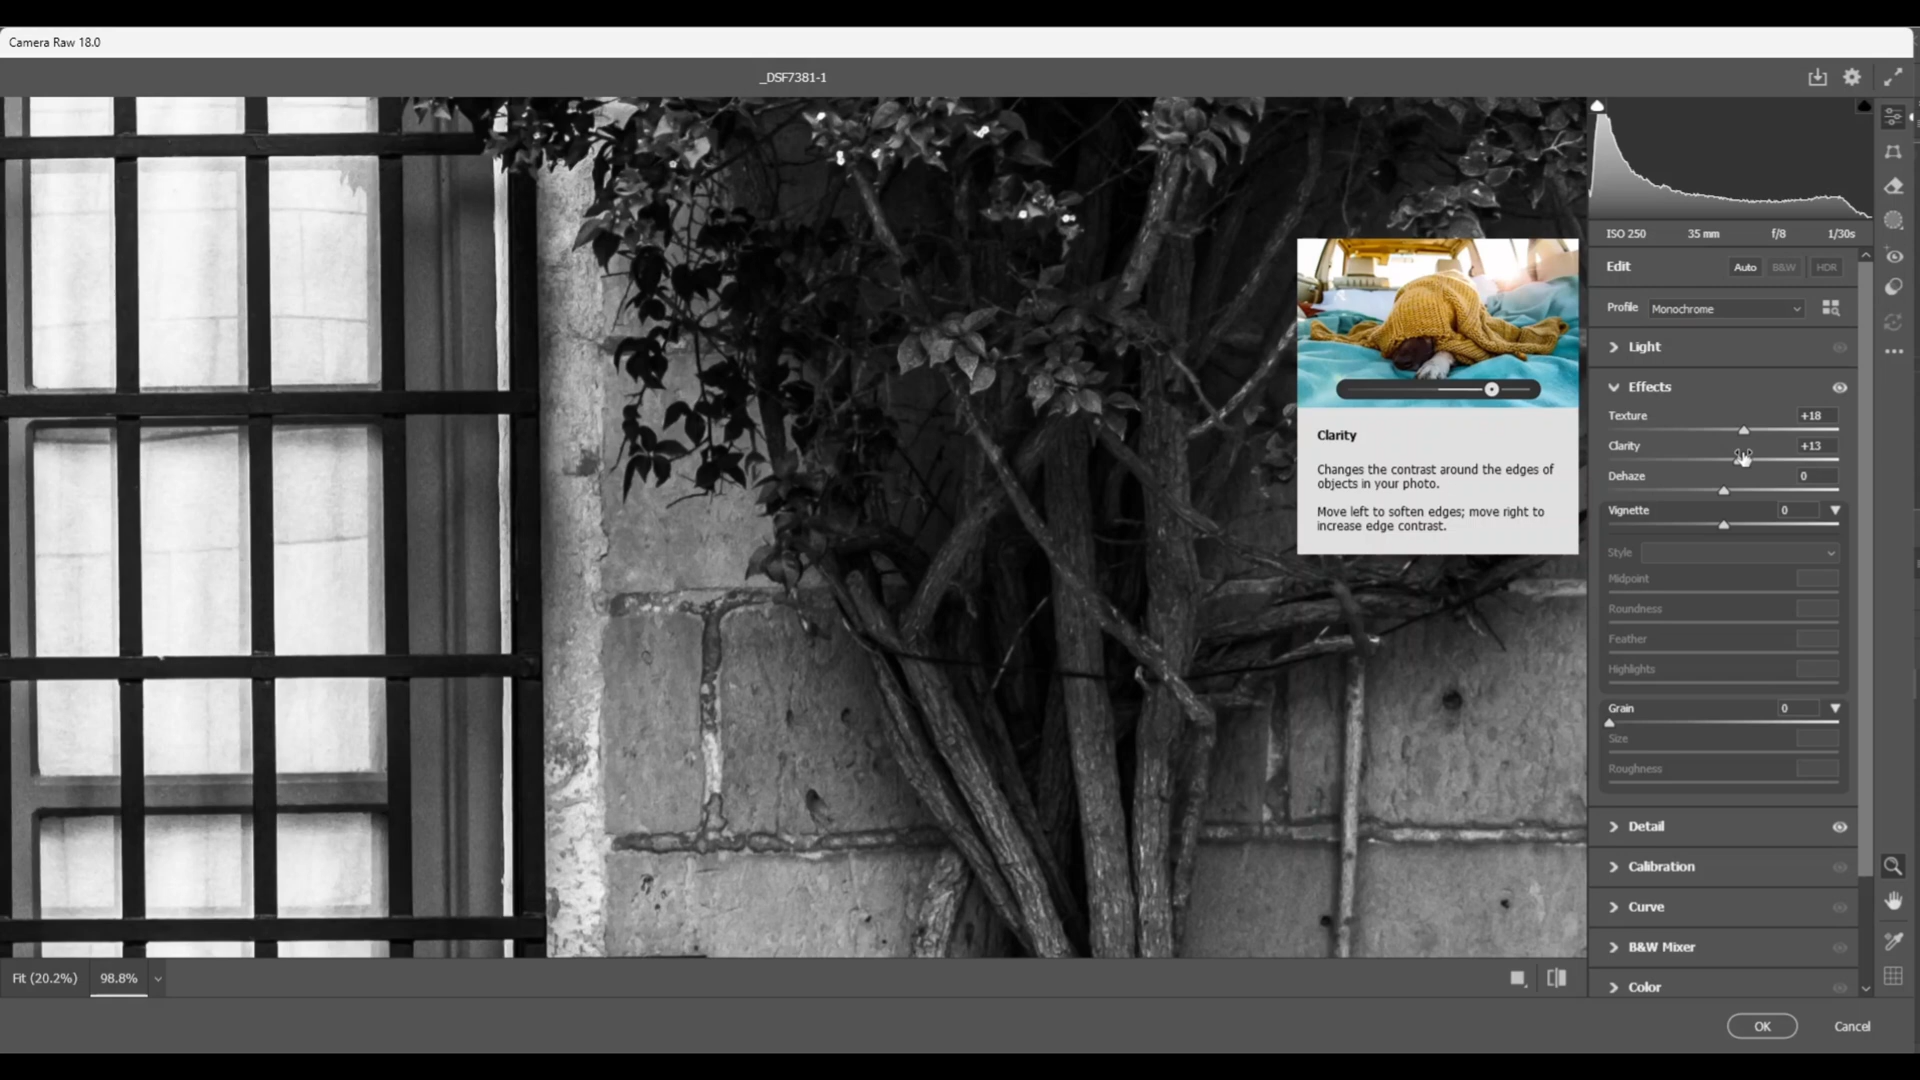 Camera Raw 18.0
_DSF7381-1
ISO 250 35 mm f/8 1/30s
Edit Auto B&W HDR
Profile Monochrome
Light
Effects
Texture +18
Clarity +13
Dehaze 0
Vignette 0
Style
Midpoint
Roundness
Feather
Highlights
Grain 0
Size
Roughness
Detail
Calibration
Curve
B&W Mixer
Color
Clarity
Changes the contrast around the edges of
objects in your photo.
Move left to soften edges; move right to
increase edge contrast.
Fit (20.2%) 98.8%
OK Cancel